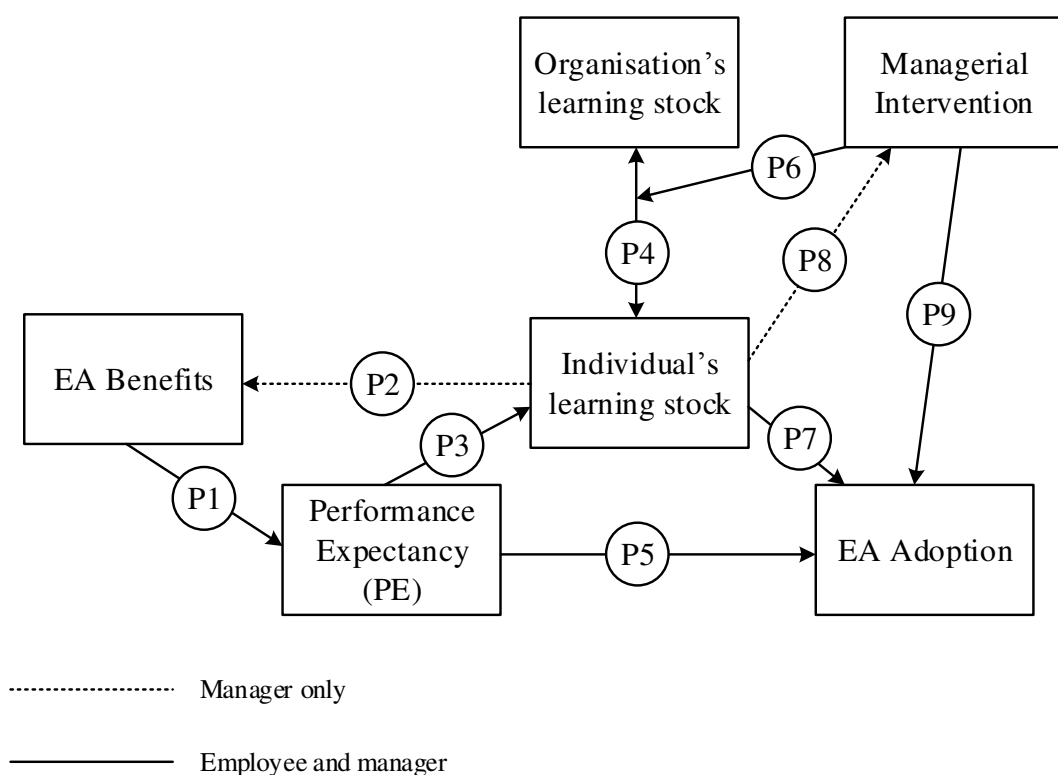 Organisation’s
learning stock
Managerial
Intervention
P6
P4
P8
P9
EA Benefits
P2
Individual’s
learning stock
P3
P7
P1
Performance
Expectancy
(PE)
P5
EA Adoption
Manager only
Employee and manager